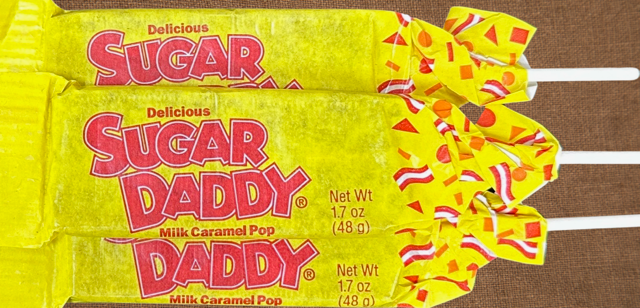 Delicious
SUGAR
Delicious
SUGAR
DADDY®
Net Wt
1.7 oz
(48 g)
Milk Caramel Pop
DADDY®
Net Wt
1.7 oz
(48 g)
Milk Caramel Pop